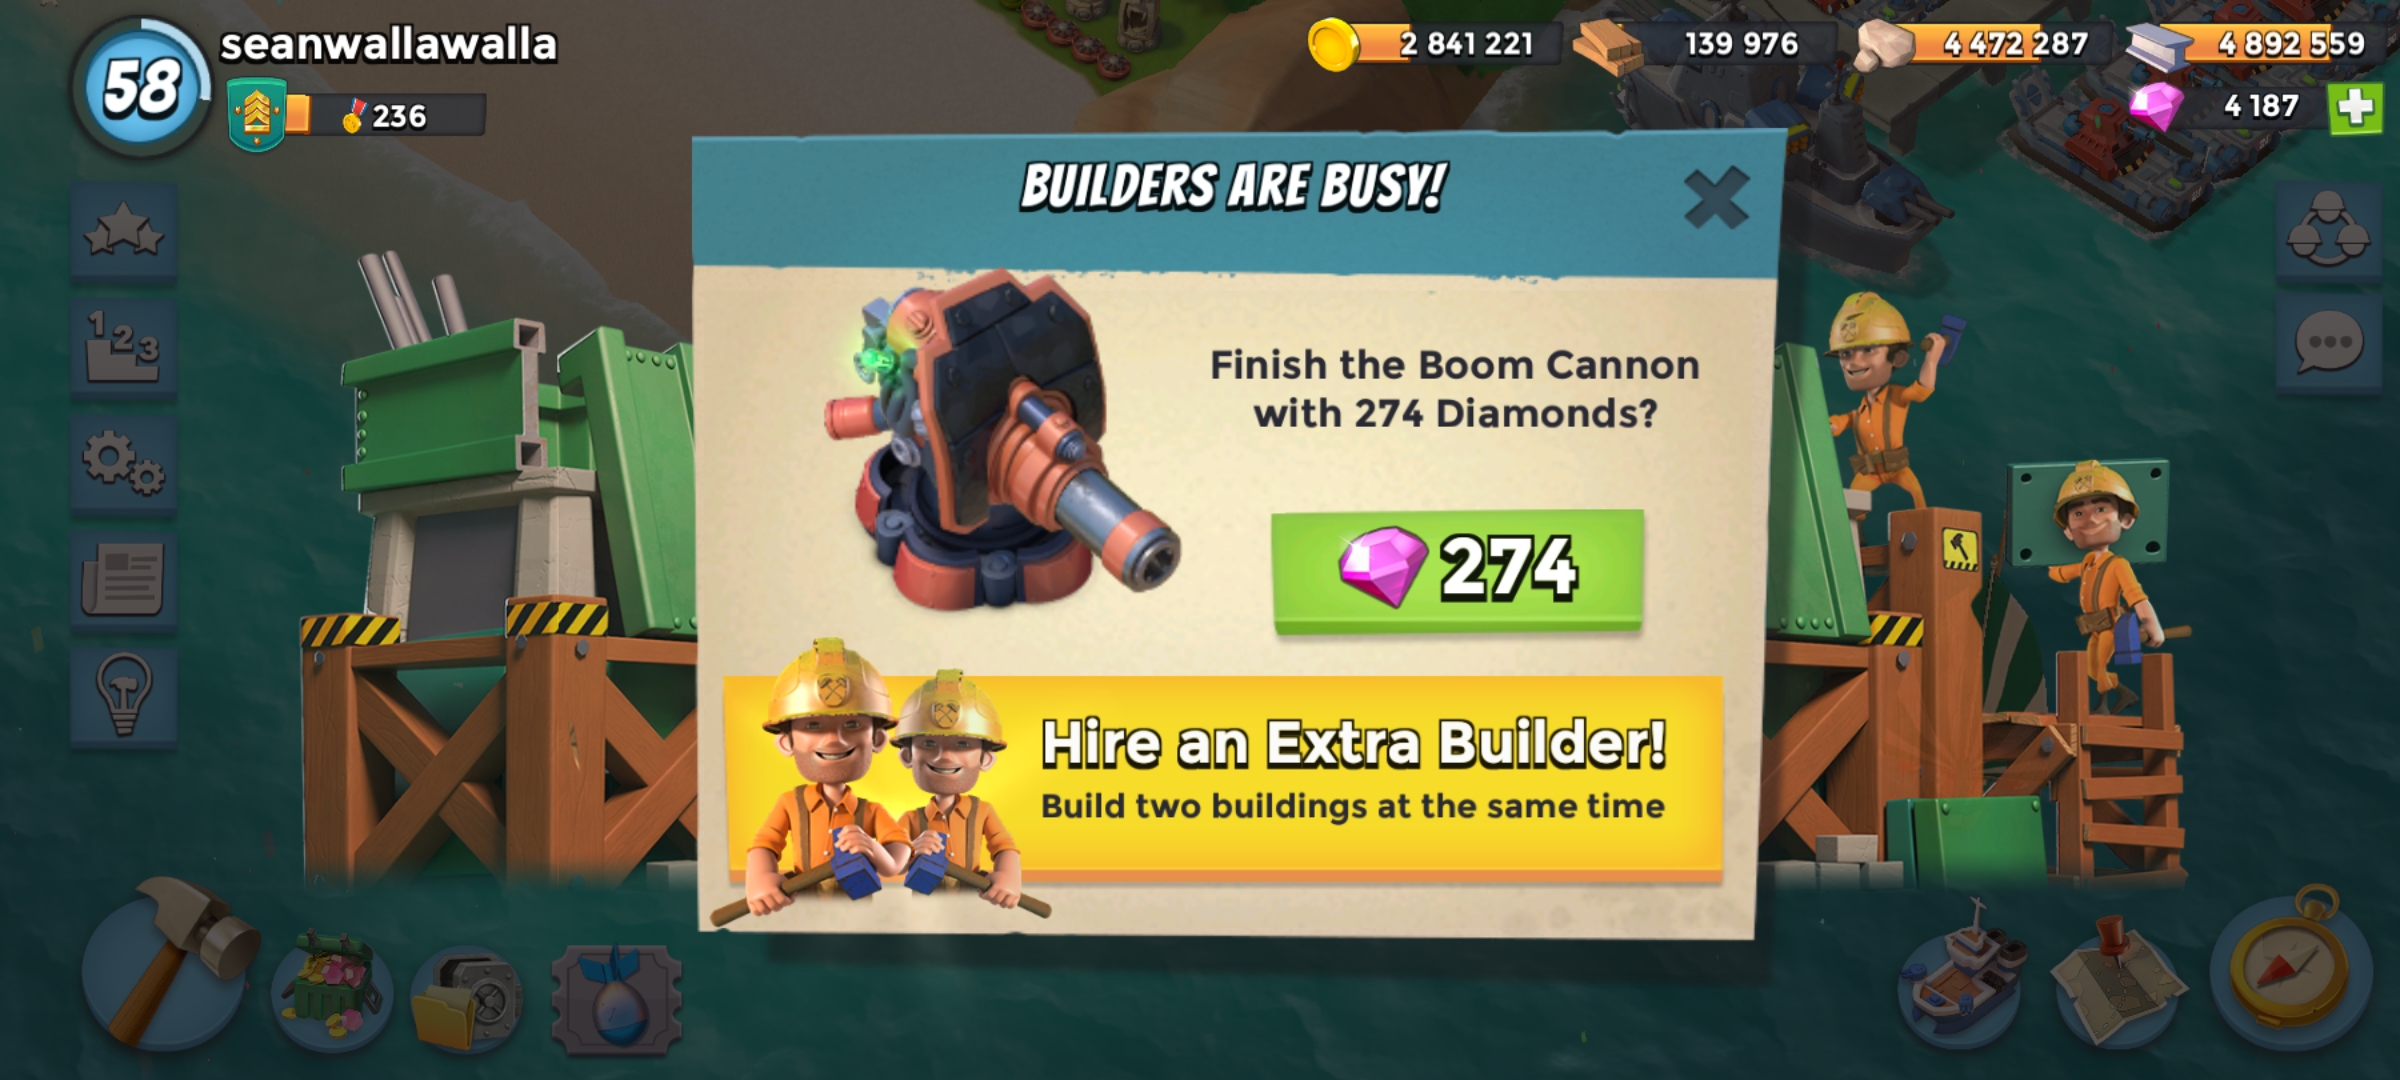 58
seanwallawalla
236
2 841 221
139 976
4 472 287
4 892 559
4 187
123
BUILDERS ARE BUSY!
Finish the Boom Cannon
with 274 Diamonds?
274
Hire an Extra Builder!
Build two buildings at the same time